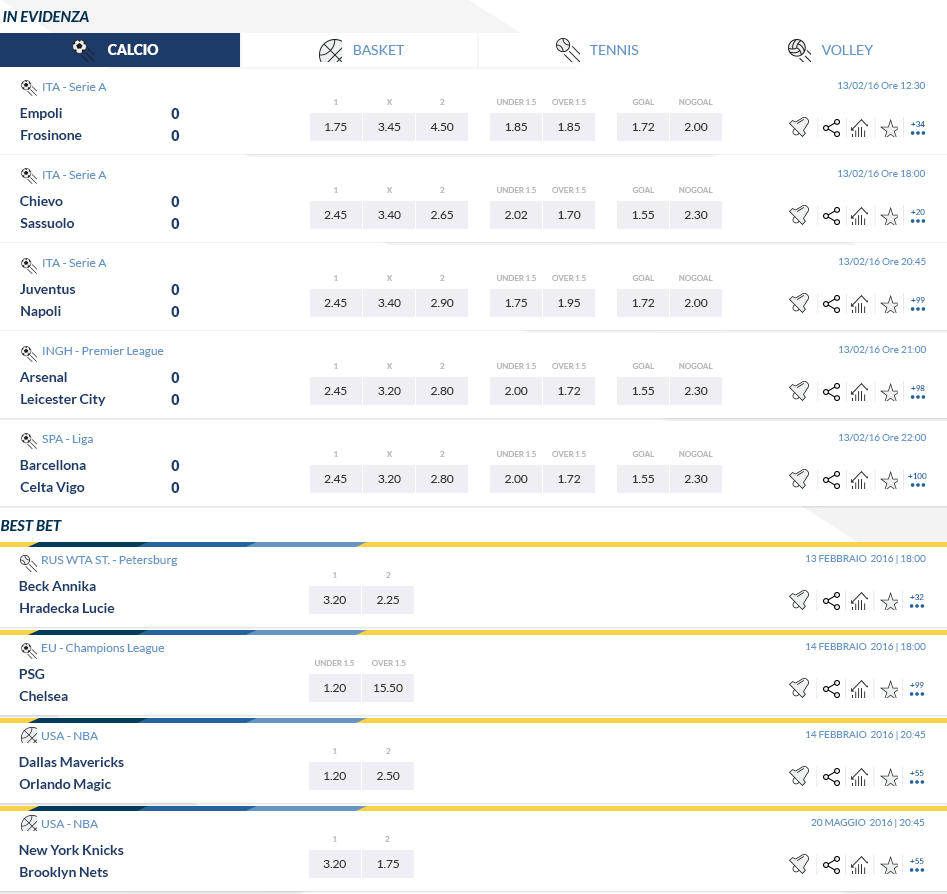 IN EVIDENZA
CALCIO BASKET TENNIS VOLLEY
ITA - Serie A 13/02/16 Ore 12:30
1 X 2 UNDER 1.5 OVER 1.5 GOAL NOGOAL
Empoli 0
Frosinone 0
1.75 3.45 4.50 1.85 1.85 1.72 2.00 +34
ITA - Serie A 13/02/16 Ore 18:00
1 X 2 UNDER 1.5 OVER 1.5 GOAL NOGOAL
Chievo 0
Sassuolo 0
2.45 3.40 2.65 2.02 1.70 1.55 2.30 +20
ITA - Serie A 13/02/16 Ore 20:45
1 X 2 UNDER 1.5 OVER 1.5 GOAL NOGOAL
Juventus 0
Napoli 0
2.45 3.40 2.90 1.75 1.95 1.72 2.00 +99
INGH - Premier League 13/02/16 Ore 21:00
1 X 2 UNDER 1.5 OVER 1.5 GOAL NOGOAL
Arsenal 0
Leicester City 0
2.45 3.20 2.80 2.00 1.72 1.55 2.30 +98
SPA - Liga 13/02/16 Ore 22:00
1 X 2 UNDER 1.5 OVER 1.5 GOAL NOGOAL
Barcellona 0
Celta Vigo 0
2.45 3.20 2.80 2.00 1.72 1.55 2.30 +100
BEST BET
RUS WTA ST. - Petersburg 13 FEBBRAIO 2016 | 18:00
1 2
Beck Annika
Hradecka Lucie
3.20 2.25 +32
EU - Champions League 14 FEBBRAIO 2016 | 18:00
UNDER 1.5 OVER 1.5
PSG
Chelsea
1.20 15.50 +99
USA - NBA 14 FEBBRAIO 2016 | 20:45
1 2
Dallas Mavericks
Orlando Magic
1.20 2.50 +55
USA - NBA 20 MAGGIO 2016 | 20:45
1 2
New York Knicks
Brooklyn Nets
3.20 1.75 +55